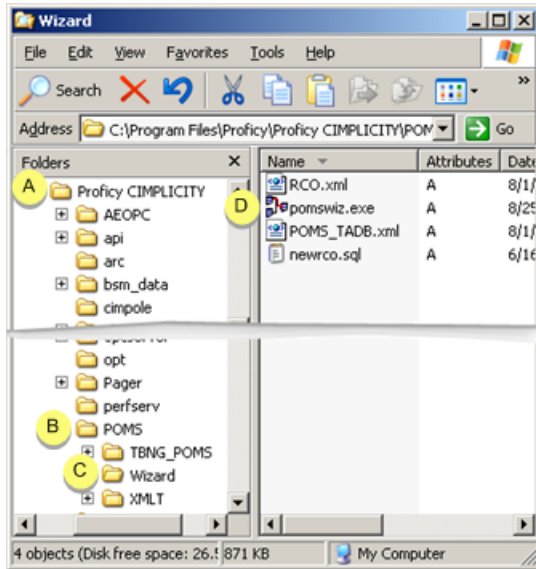 Wizard
File Edit View Favorites Tools Help
Search »
Address C:\Program Files\Proficy\Proficy CIMPLICITY\POM Go
Folders × Name Attributes Date
A Proficy CIMPLICITY RCO.xml A 8/1/
AEOPC D pomswiz.exe A 8/25
api POMS_TADB.xml A 8/1/
arc newrco.sql A 6/16
bsm_data
cimpole
opt
Pager
perfserv
B POMS
TBNG_POMS
C Wizard
XMLT
4 objects (Disk free space: 26.5 871 KB My Computer